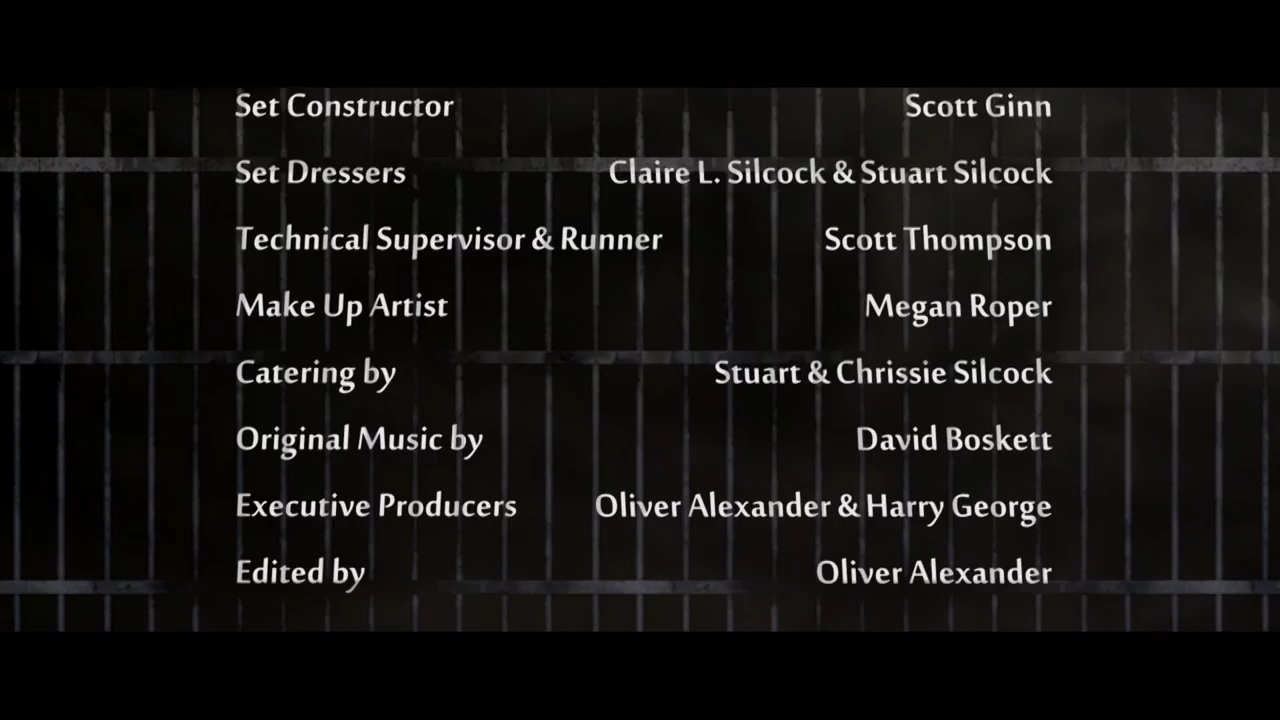 Set Constructor Scott Ginn
Set Dressers Claire L. Silcock & Stuart Silcock
Technical Supervisor & Runner Scott Thompson
Make Up Artist Megan Roper
Catering by Stuart & Chrissie Silcock
Original Music by David Boskett
Executive Producers Oliver Alexander & Harry George
Edited by Oliver Alexander